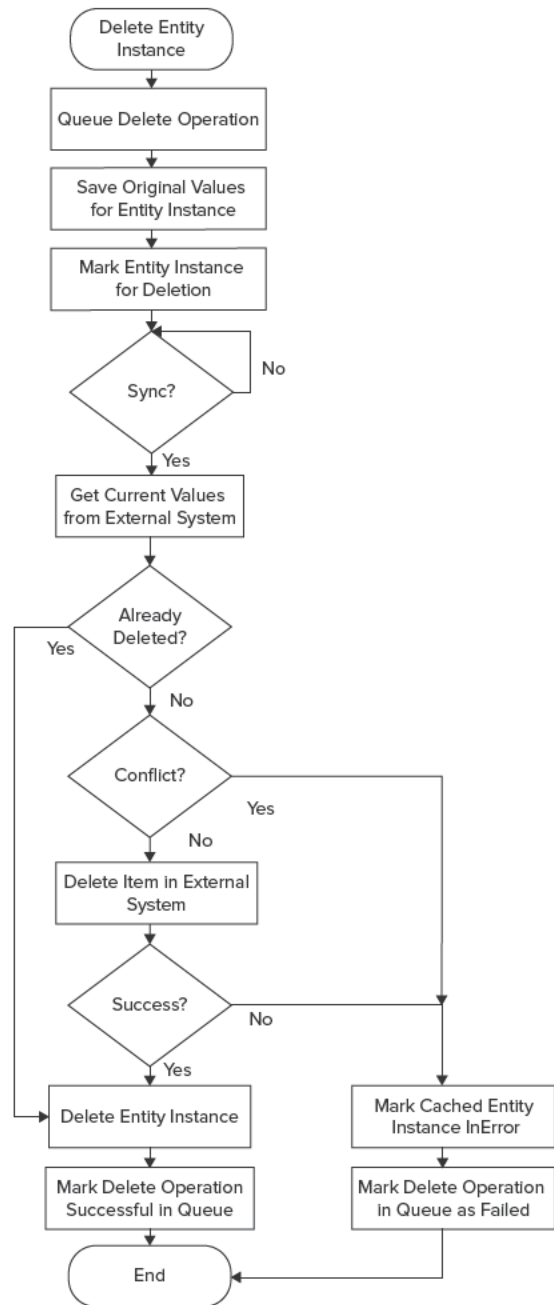 Delete Entity
Instance
Queue Delete Operation
Save Original Values
for Entity Instance
Mark Entity Instance
for Deletion
Sync?
No
Yes
Get Current Values
from External System
Already
Deleted?
Yes
No
Conflict?
Yes
No
Delete Item in External
System
Success?
No
Yes
Delete Entity Instance
Mark Cached Entity
Instance InError
Mark Delete Operation
Successful in Queue
Mark Delete Operation
in Queue as Failed
End